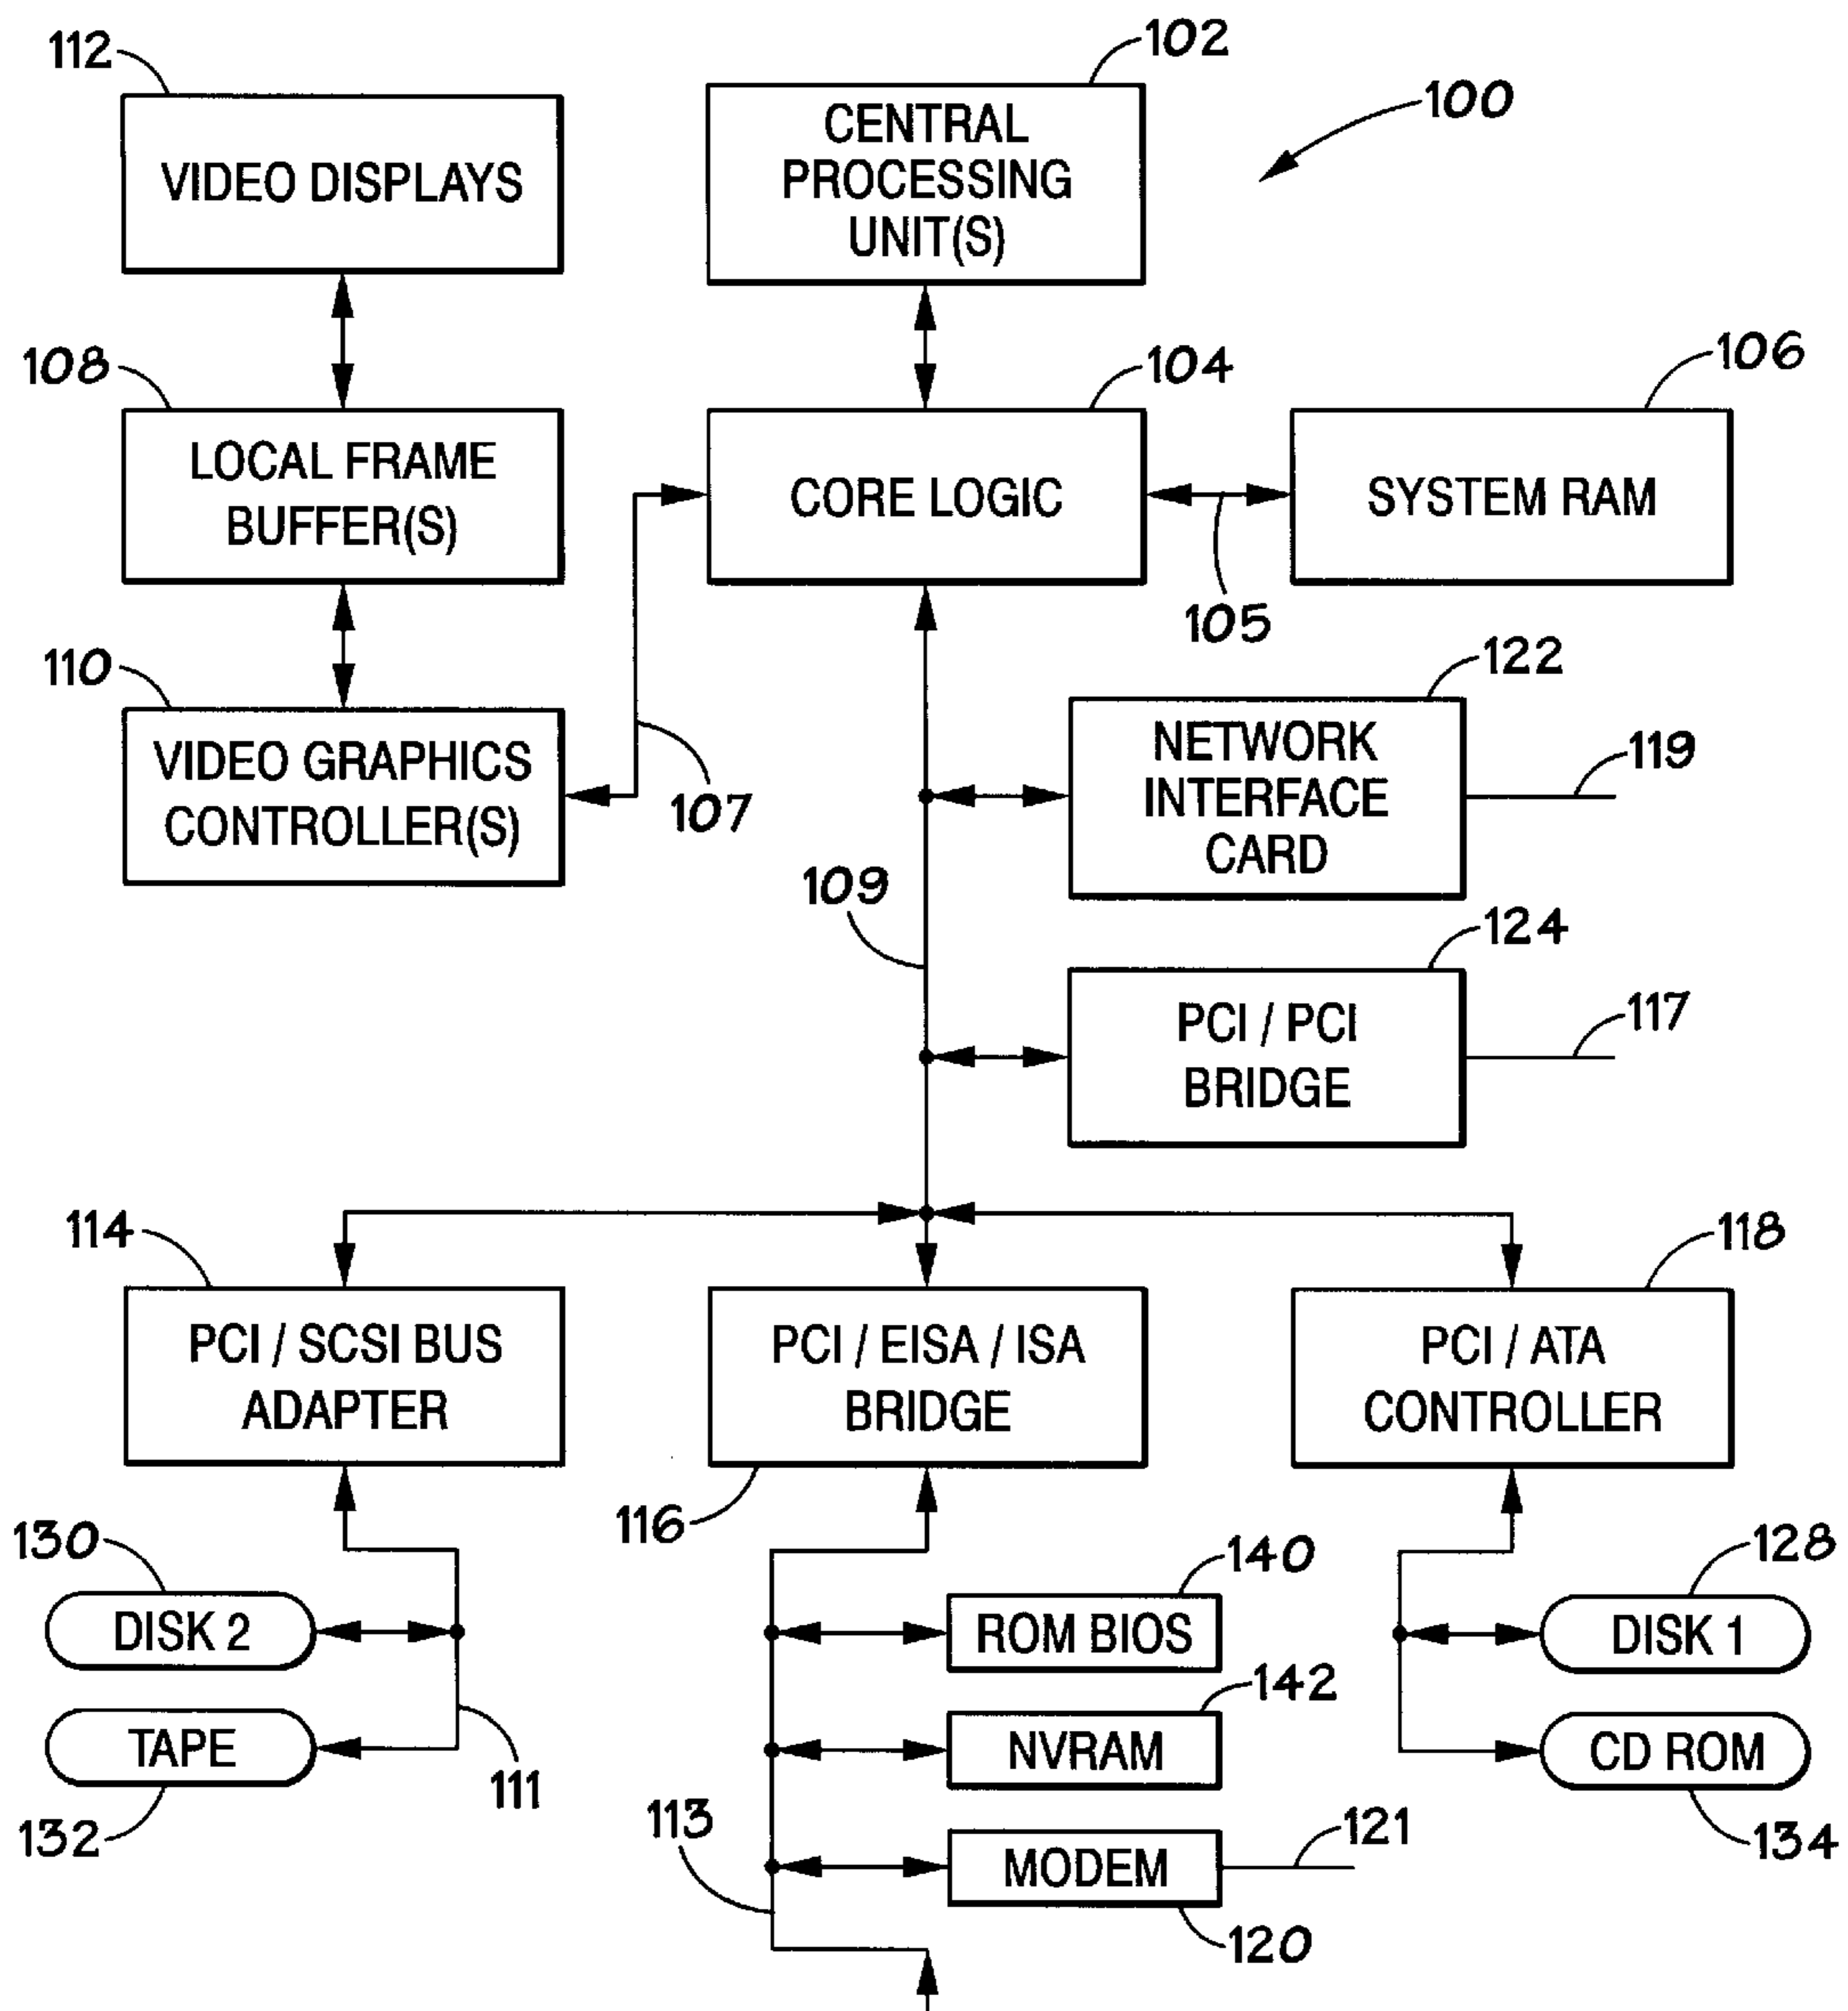 112
VIDEO DISPLAYS
102
CENTRAL
PROCESSING
UNIT(S)
100
108
LOCAL FRAME
BUFFER(S)
104
CORE LOGIC
106
SYSTEM RAM
105
110
VIDEO GRAPHICS
CONTROLLER(S)
107
122
NETWORK
INTERFACE
CARD
119
109
124
PCI / PCI
BRIDGE
117
114
PCI / SCSI BUS
ADAPTER
PCI / EISA / ISA
BRIDGE
116
118
PCI / ATA
CONTROLLER
130
DISK 2
TAPE
132
111
140
ROM BIOS
142
NVRAM
113
MODEM
121
120
128
DISK 1
CD ROM
134